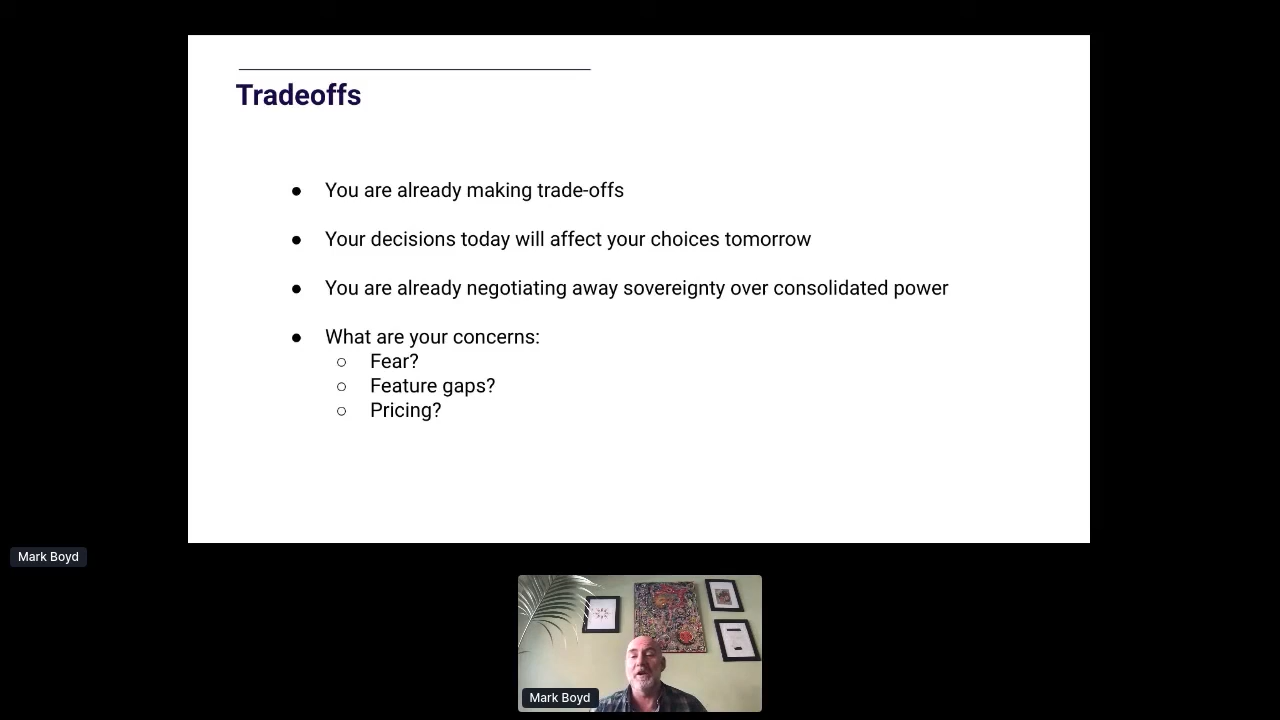 Tradeoffs
● You are already making trade-offs
● Your decisions today will affect your choices tomorrow
● You are already negotiating away sovereignty over consolidated power
● What are your concerns:
○ Fear?
○ Feature gaps?
○ Pricing?
Mark Boyd
Mark Boyd